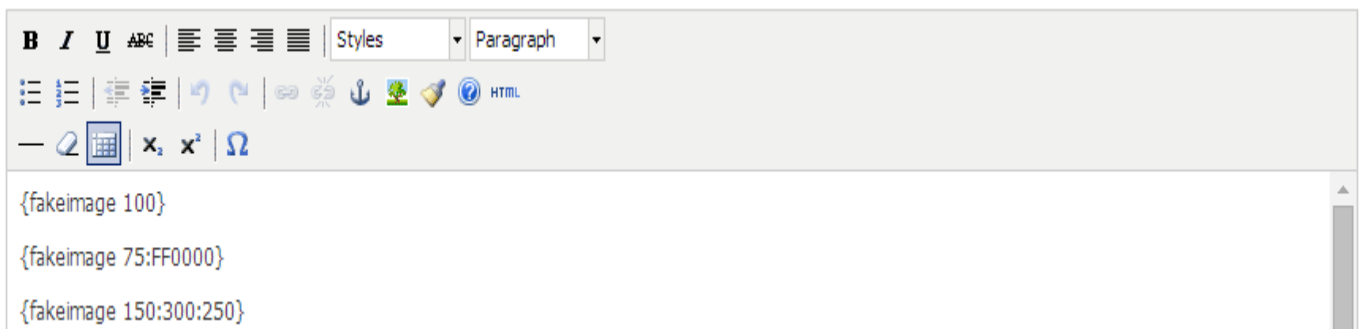 B I U ABC Styles Paragraph
HTML
x₂ x² Ω
{fakeimage 100}
{fakeimage 75:FF0000}
{fakeimage 150:300:250}